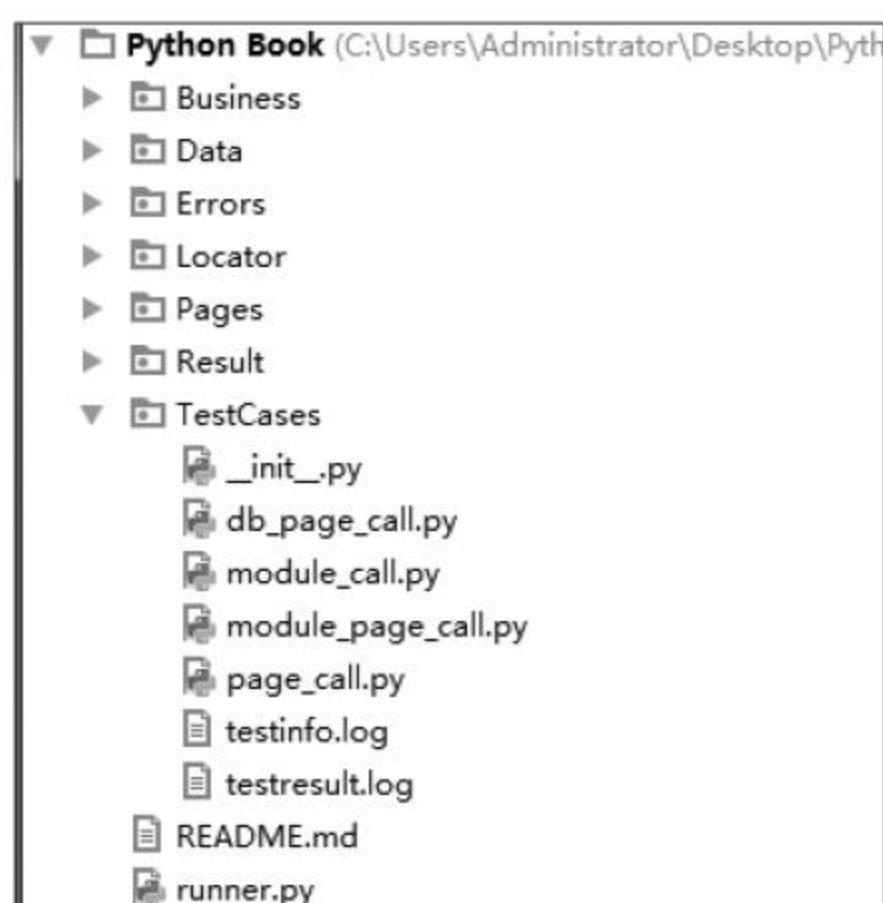 Python Book (C:\Users\Administrator\Desktop\Pyth
Business
Data
Errors
Locator
Pages
Result
TestCases
__init__.py
db_page_call.py
module_call.py
module_page_call.py
page_call.py
testinfo.log
testresult.log
README.md
runner.py